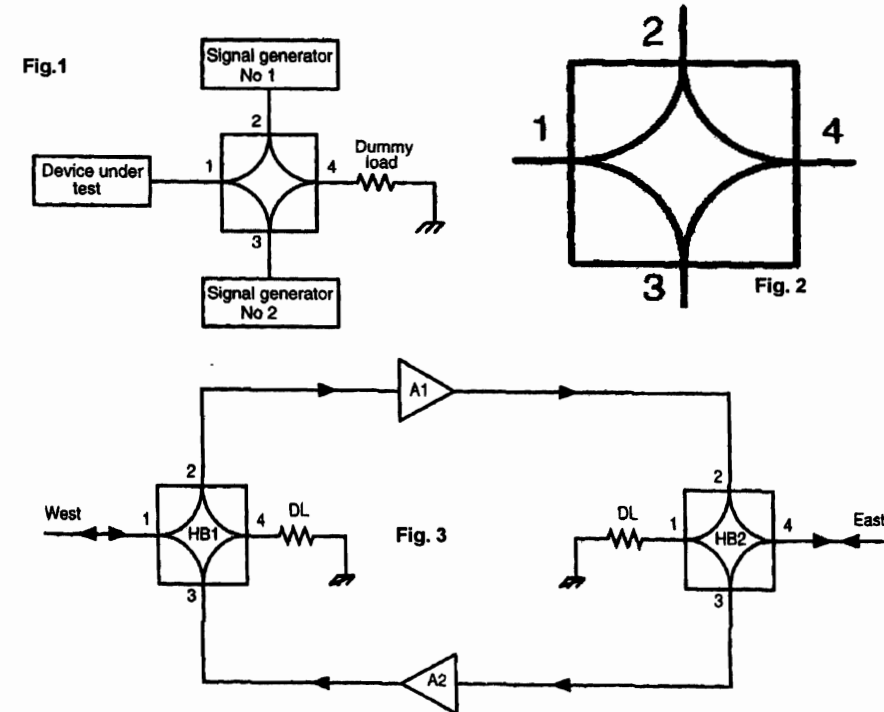 Fig.1
Signal generator
No 1
2
Device under
test
1
4
Dummy
load
3
Signal generator
No 2
2
1
4
3
Fig. 2
A1
2
West
1
HB1
4
DL
3
Fig. 3
2
DL
1
HB2
4
East
3
A2